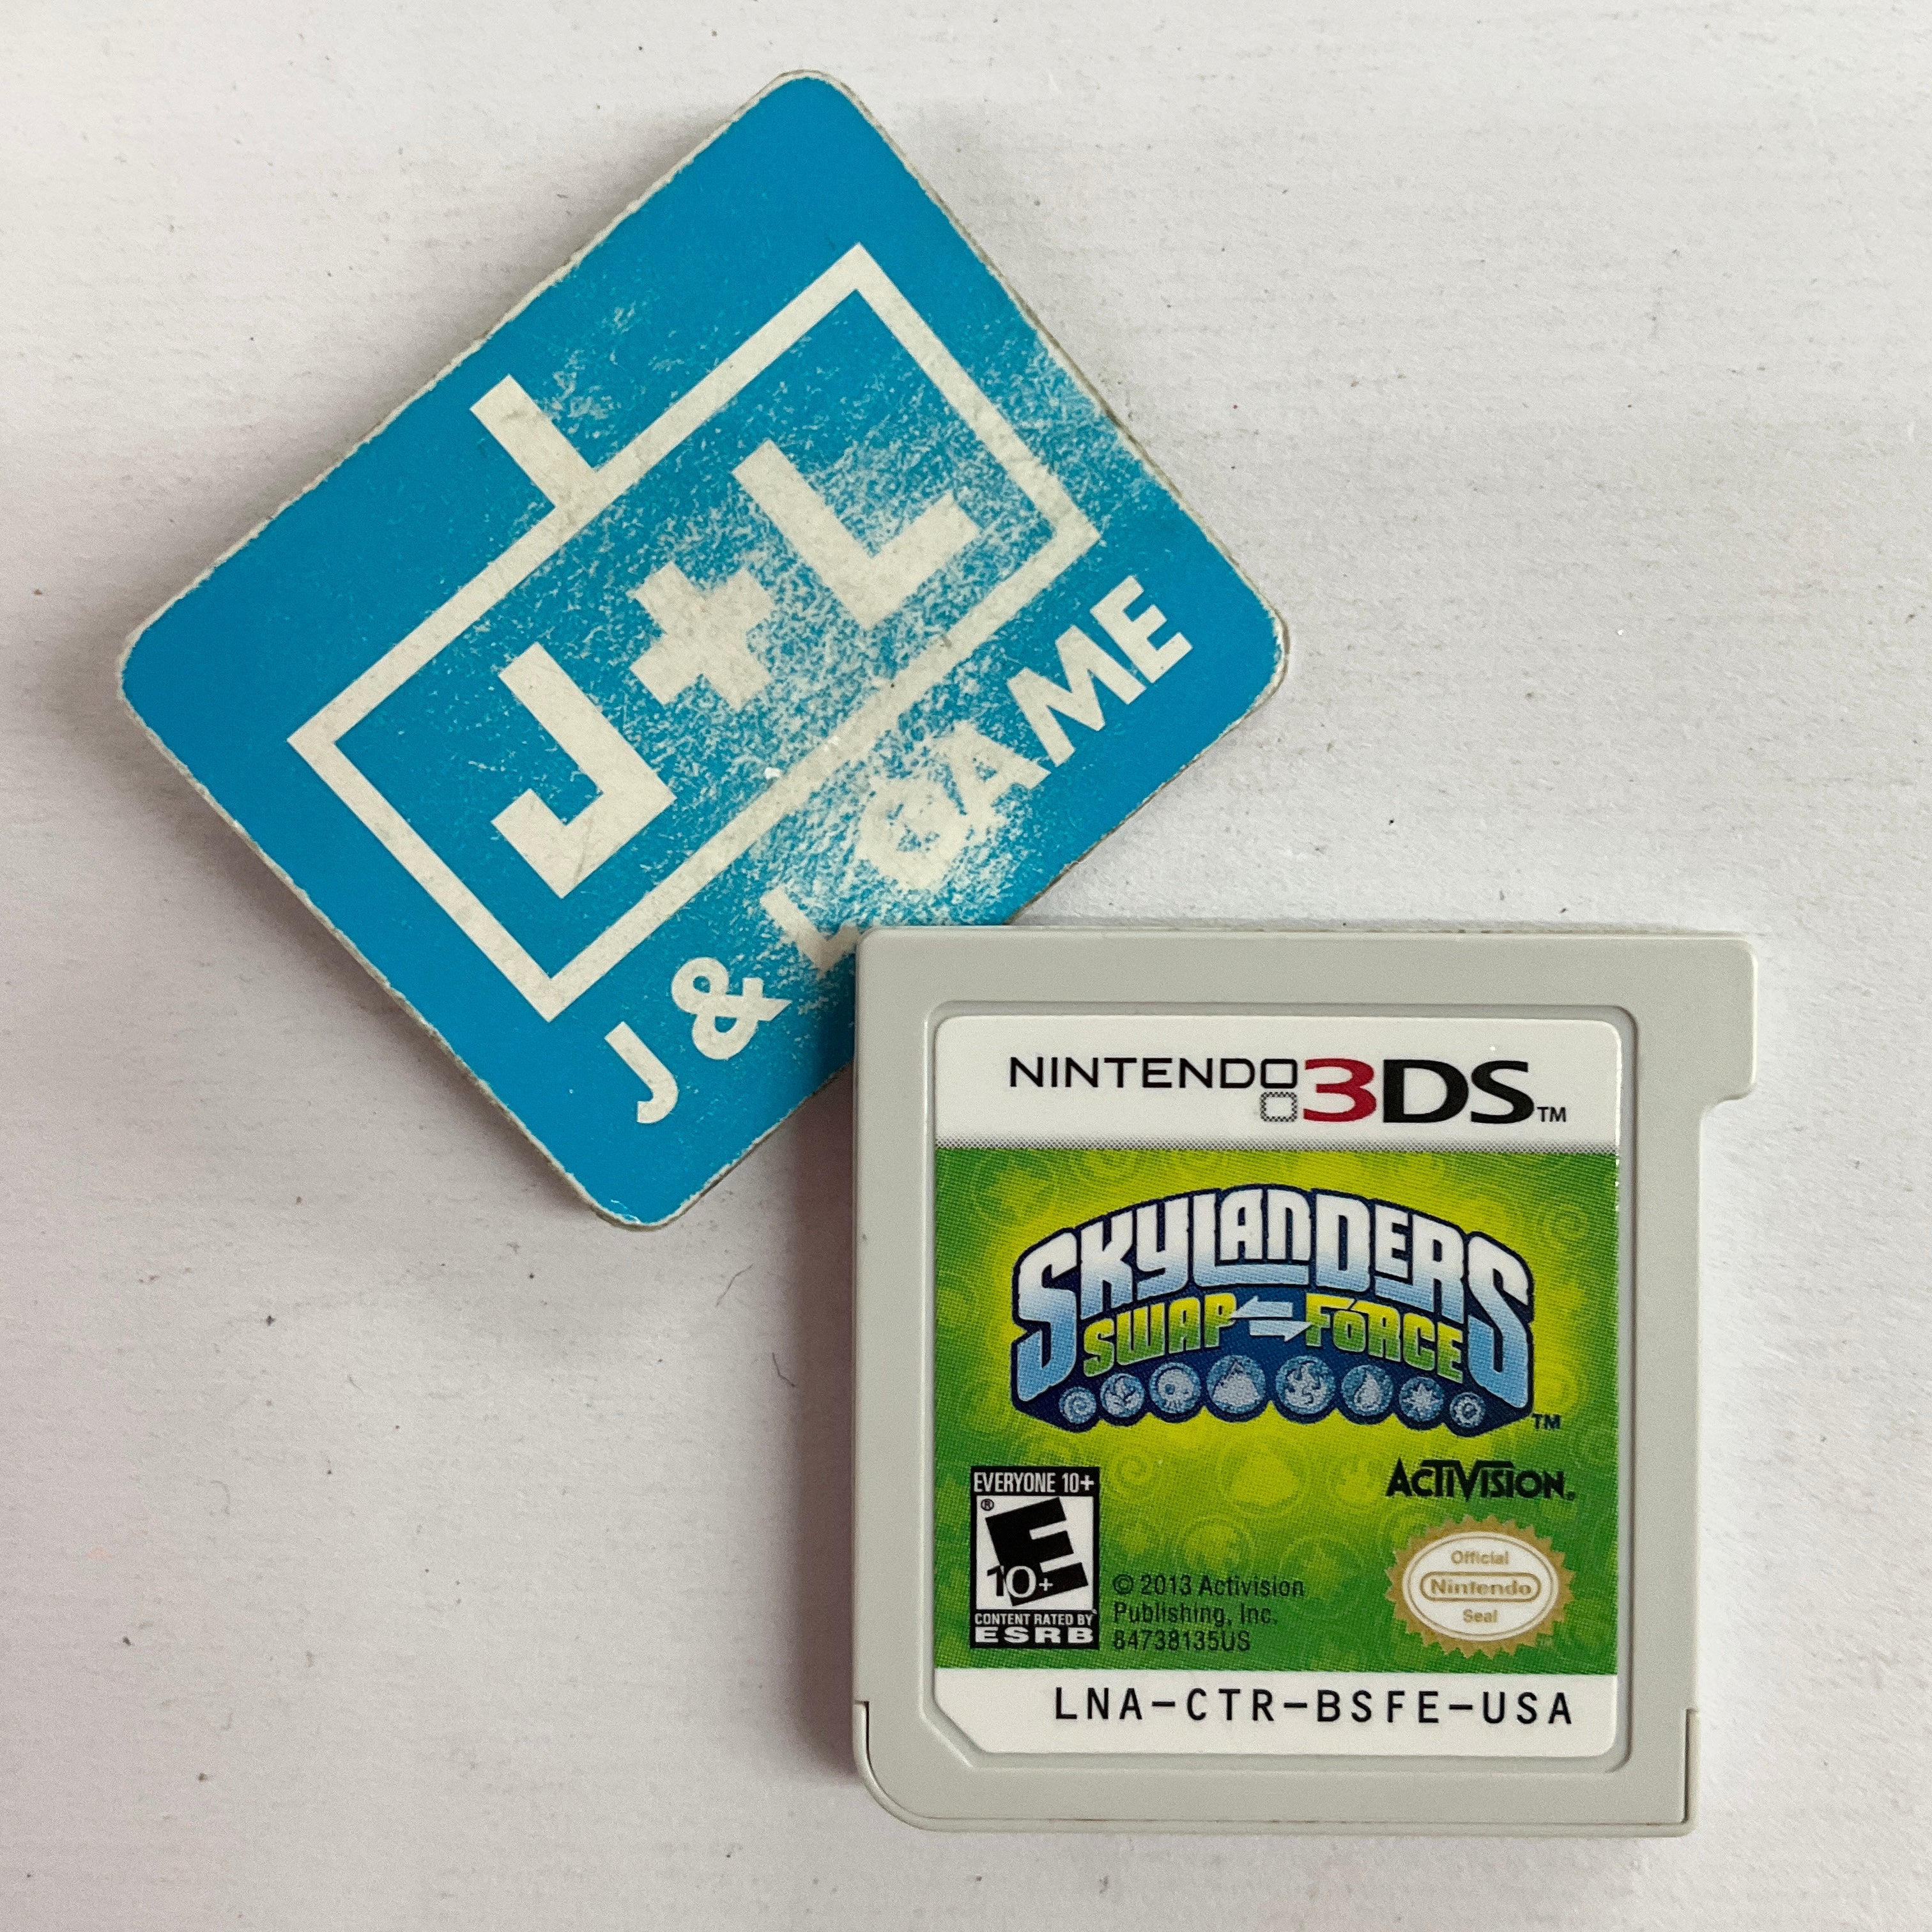 J+L
J & L GAME
NINTENDO 3DS™
SKYLANDERS
SWAP FORCE
TM
ACTIVISION®
EVERYONE 10+
®
E
10+
CONTENT RATED BY
ESRB
© 2013 Activision
Publishing, Inc.
84738135US
Official
Nintendo
Seal
LNA-CTR-BSFE-USA